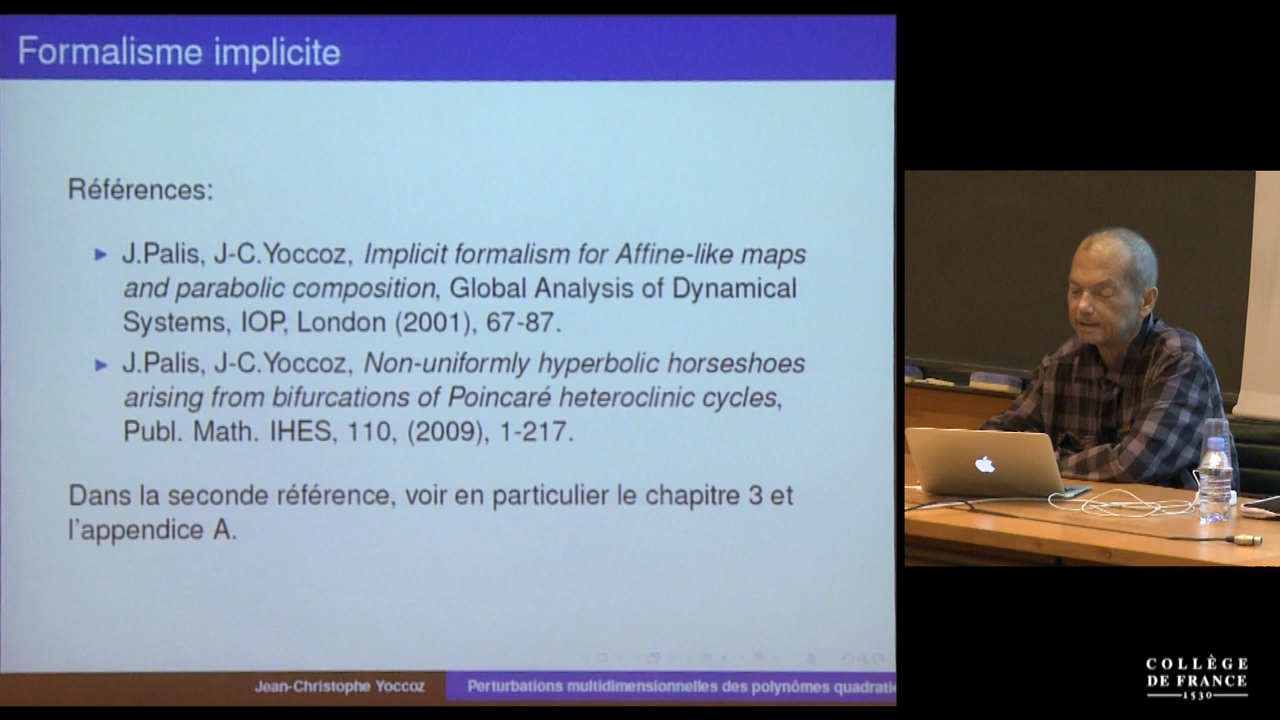 Formalisme implicite
Références:
J.Palis, J-C.Yoccoz, Implicit formalism for Affine-like maps
and parabolic composition, Global Analysis of Dynamical
Systems, IOP, London (2001), 67-87.
J.Palis, J-C.Yoccoz, Non-uniformly hyperbolic horseshoes
arising from bifurcations of Poincaré heteroclinic cycles,
Publ. Math. IHES, 110, (2009), 1-217.
Dans la seconde référence, voir en particulier le chapitre 3 et
l'appendice A.
Jean-Christophe Yoccoz
Perturbations multidimensionnelles des polynômes quadrati
COLLÈGE
DE FRANCE
1530